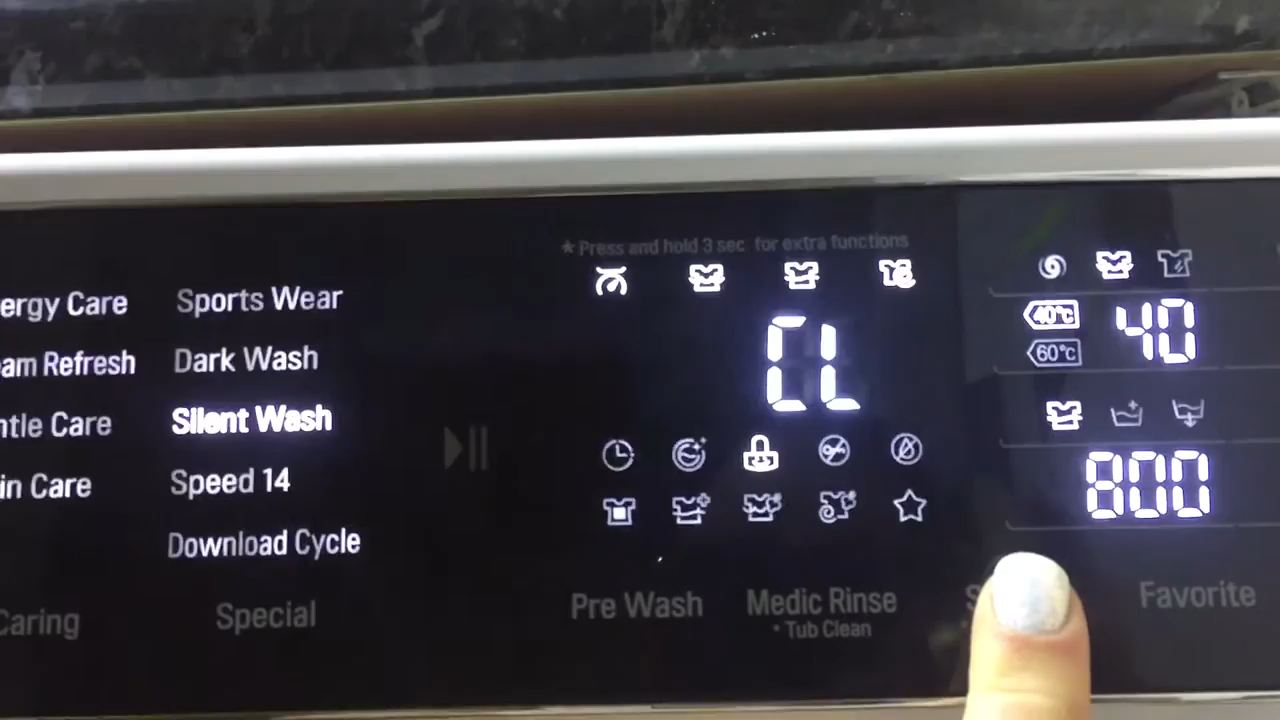 * Press and hold 3 sec. for extra functions
ergy Care Sports Wear
am Refresh Dark Wash
ntle Care Silent Wash
in Care Speed 14
Download Cycle
Caring Special
CL
40°C
60°C
40
800
Pre Wash Medic Rinse Favorite
• Tub Clean